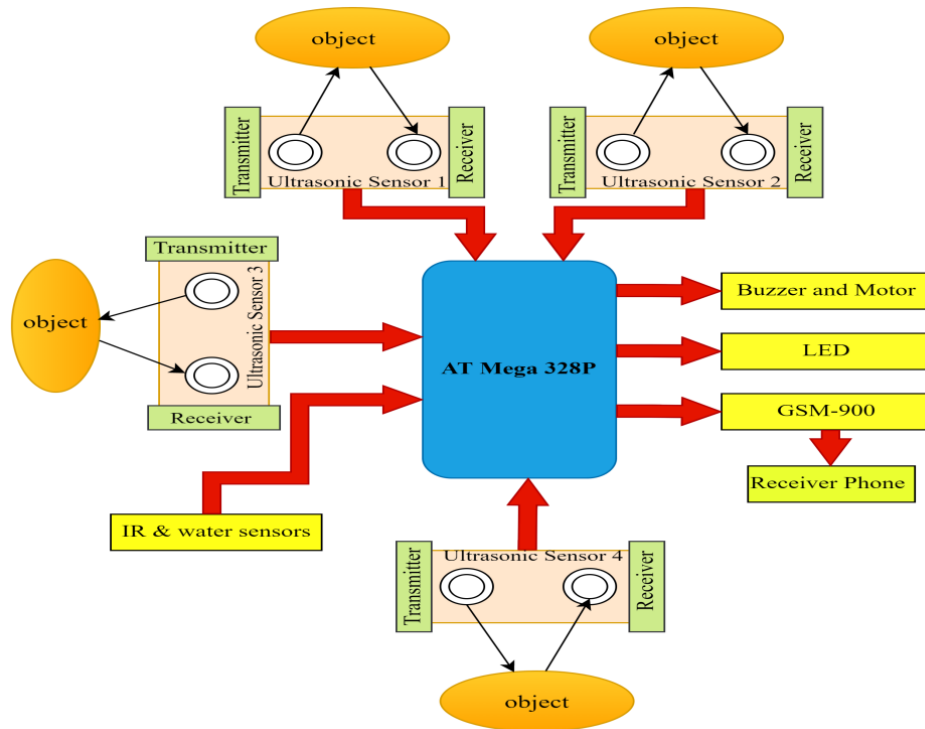 object
object
Transmitter
Receiver
Ultrasonic Sensor 1
Transmitter
Receiver
Ultrasonic Sensor 2
Transmitter
object
Ultrasonic Sensor 3
Receiver
AT Mega 328P
Buzzer and Motor
LED
GSM-900
Receiver Phone
IR & water sensors
Transmitter
Ultrasonic Sensor 4
Receiver
object